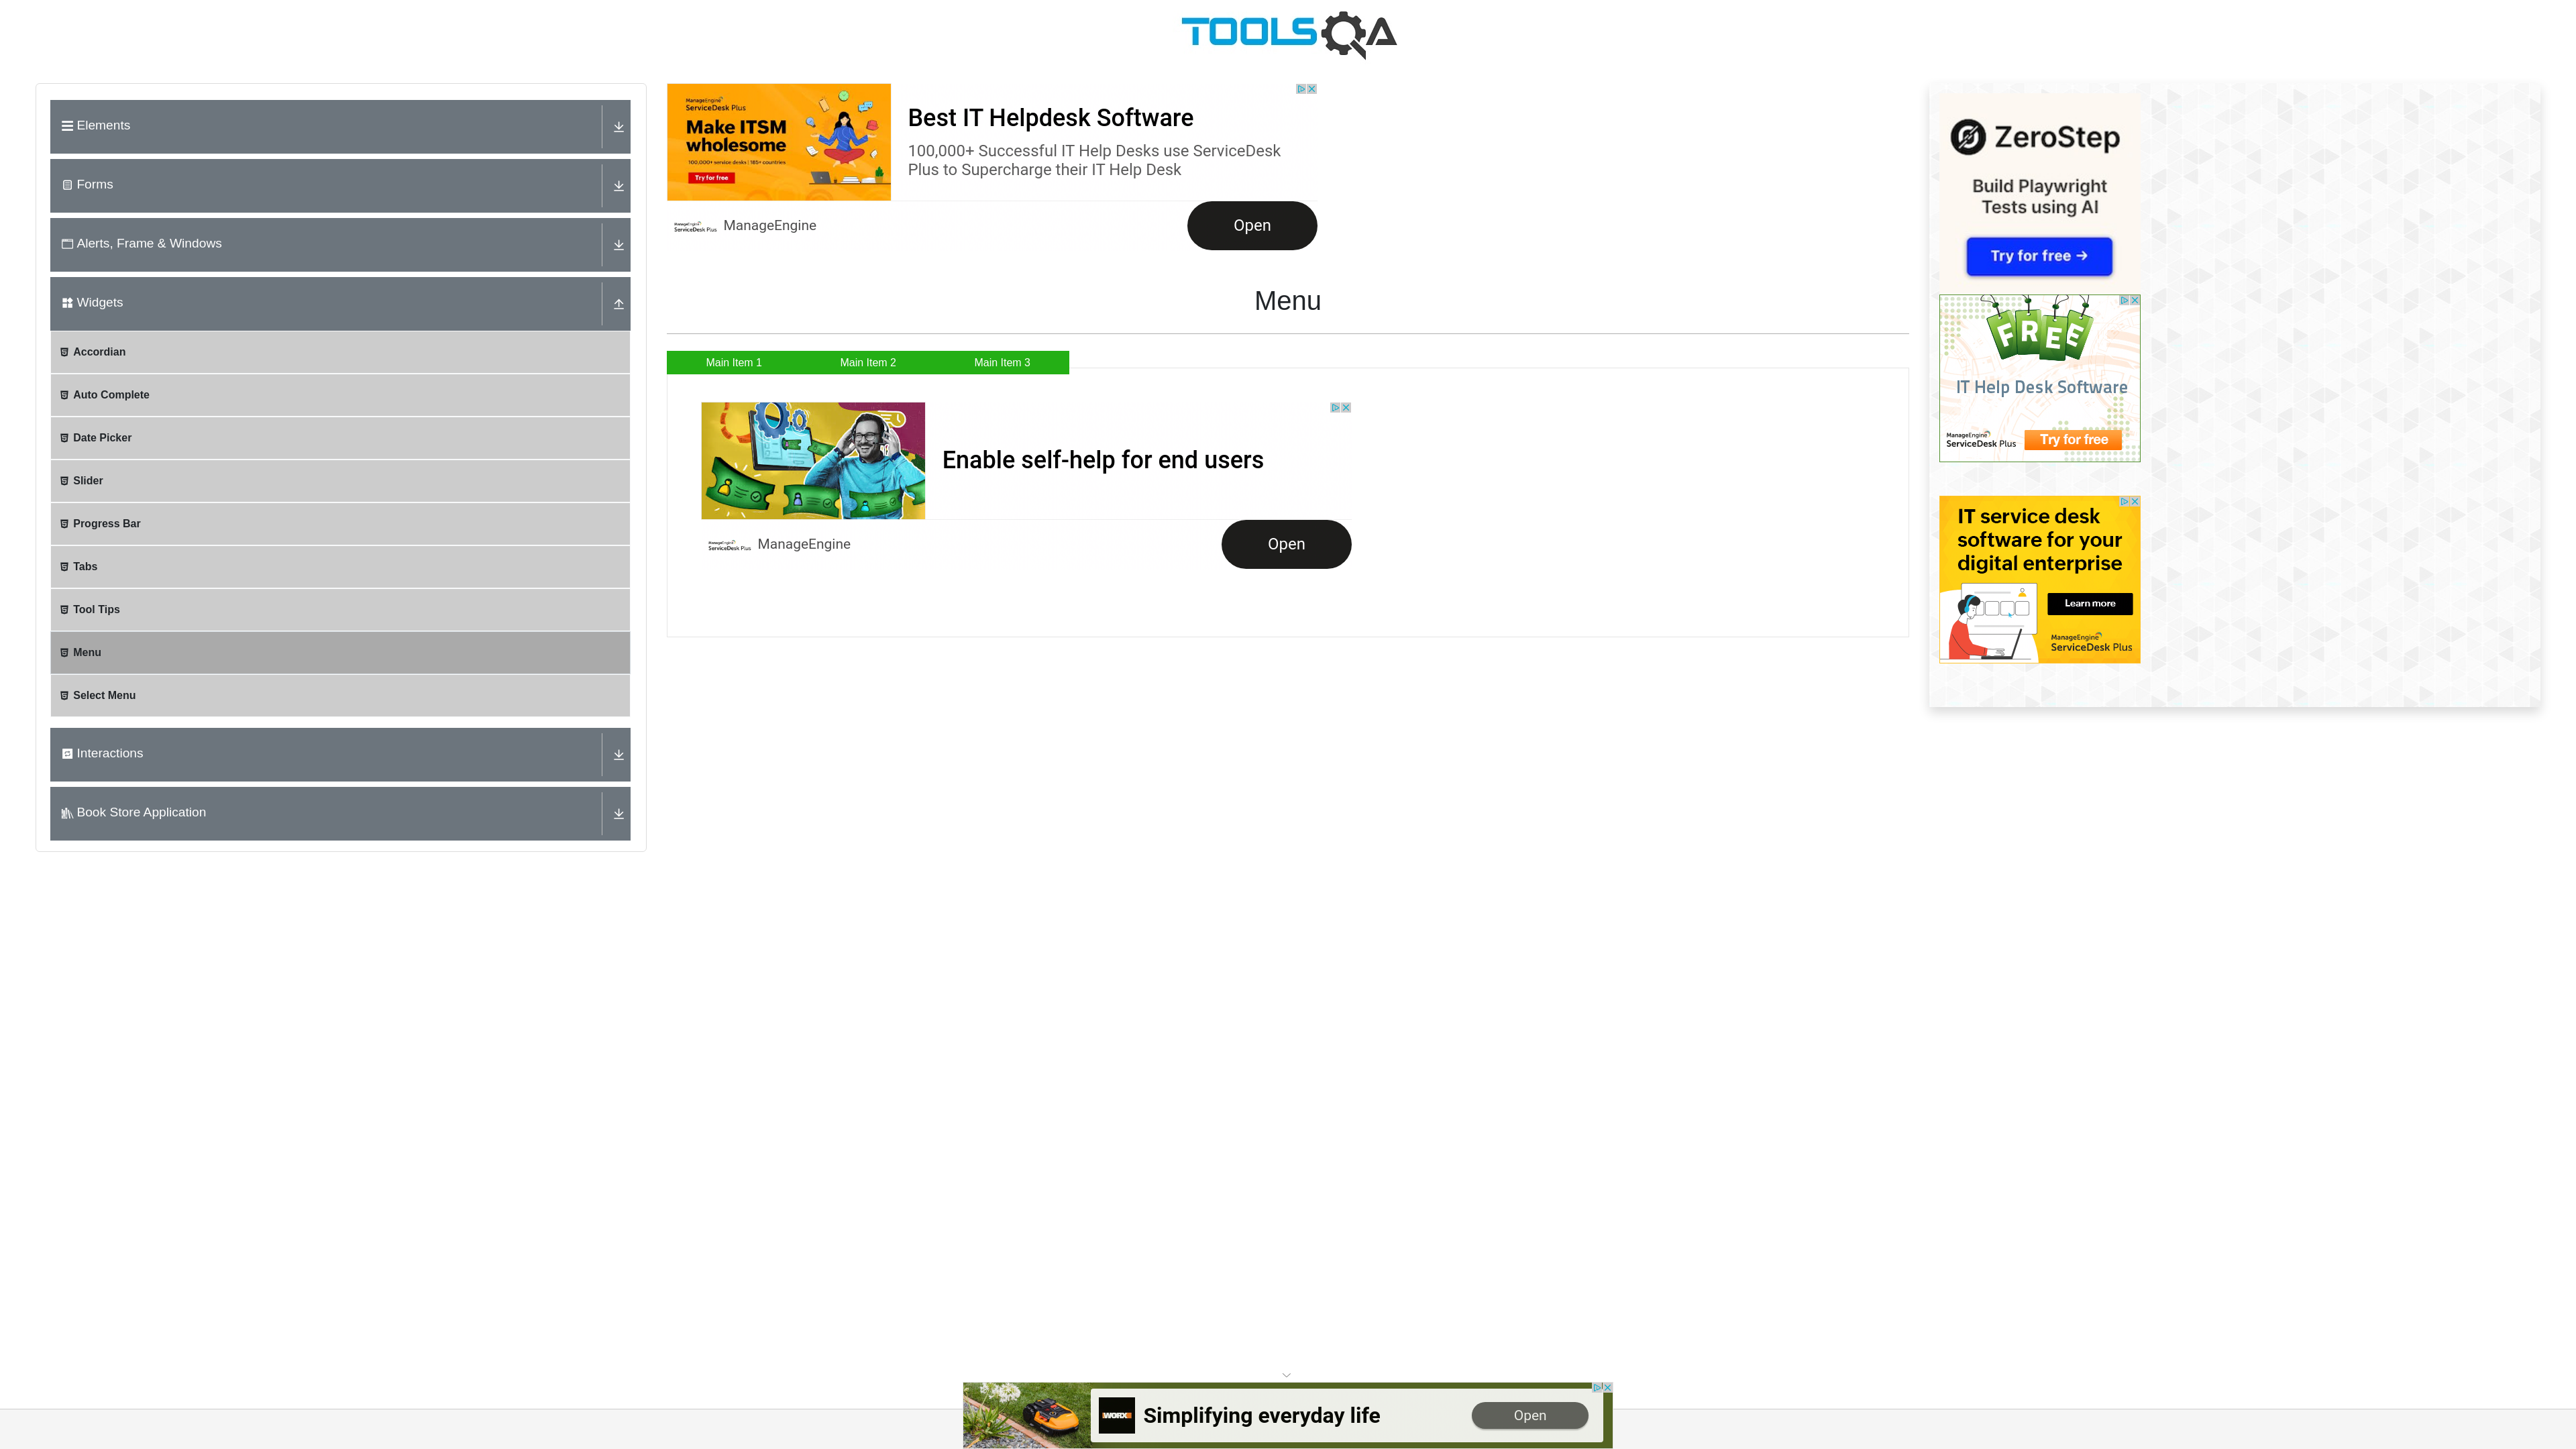 TOOLSQA
Elements
Forms
Alerts, Frame & Windows
Widgets
Accordian
Auto Complete
Date Picker
Slider
Progress Bar
Tabs
Tool Tips
Menu
Select Menu
Interactions
Book Store Application
ManageEngine
ServiceDesk Plus
Make ITSM
wholesome
100,000+ service desks | 185+ countries
Try for free
Best IT Helpdesk Software
100,000+ Successful IT Help Desks use ServiceDesk
Plus to Supercharge their IT Help Desk
ManageEngine
ServiceDesk Plus
ManageEngine
Open
Menu
Main Item 1
Main Item 2
Main Item 3
Enable self-help for end users
ManageEngine
ServiceDesk Plus
ManageEngine
Open
ZeroStep
Build Playwright
Tests using AI
Try for free →
FREE
IT Help Desk Software
ManageEngine
ServiceDesk Plus
Try for free
IT service desk
software for your
digital enterprise
Learn more
ManageEngine
ServiceDesk Plus
WORX
Simplifying everyday life
Open